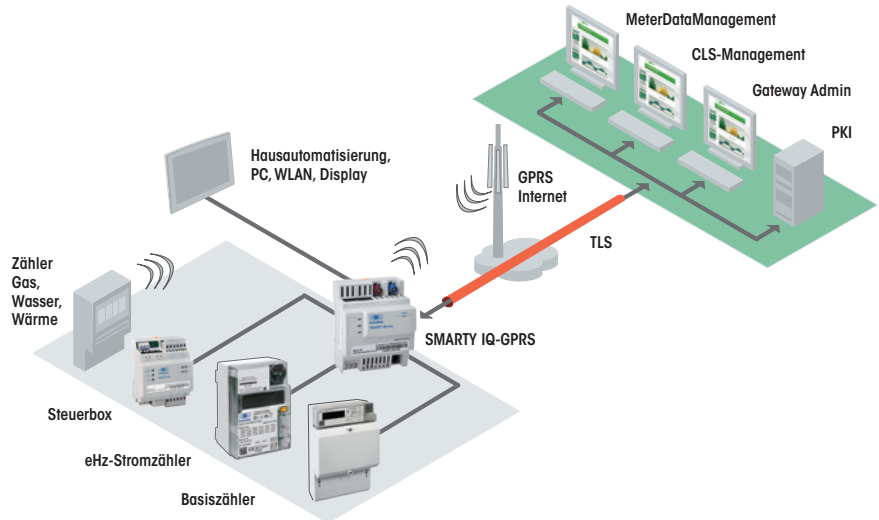 MeterDataManagement
CLS-Management
Gateway Admin
PKI
Hausautomatisierung,
PC, WLAN, Display
GPRS
Internet
TLS
Zähler
Gas,
Wasser,
Wärme
SMARTY IQ-GPRS
Steuerbox
eHz-Stromzähler
Basiszähler